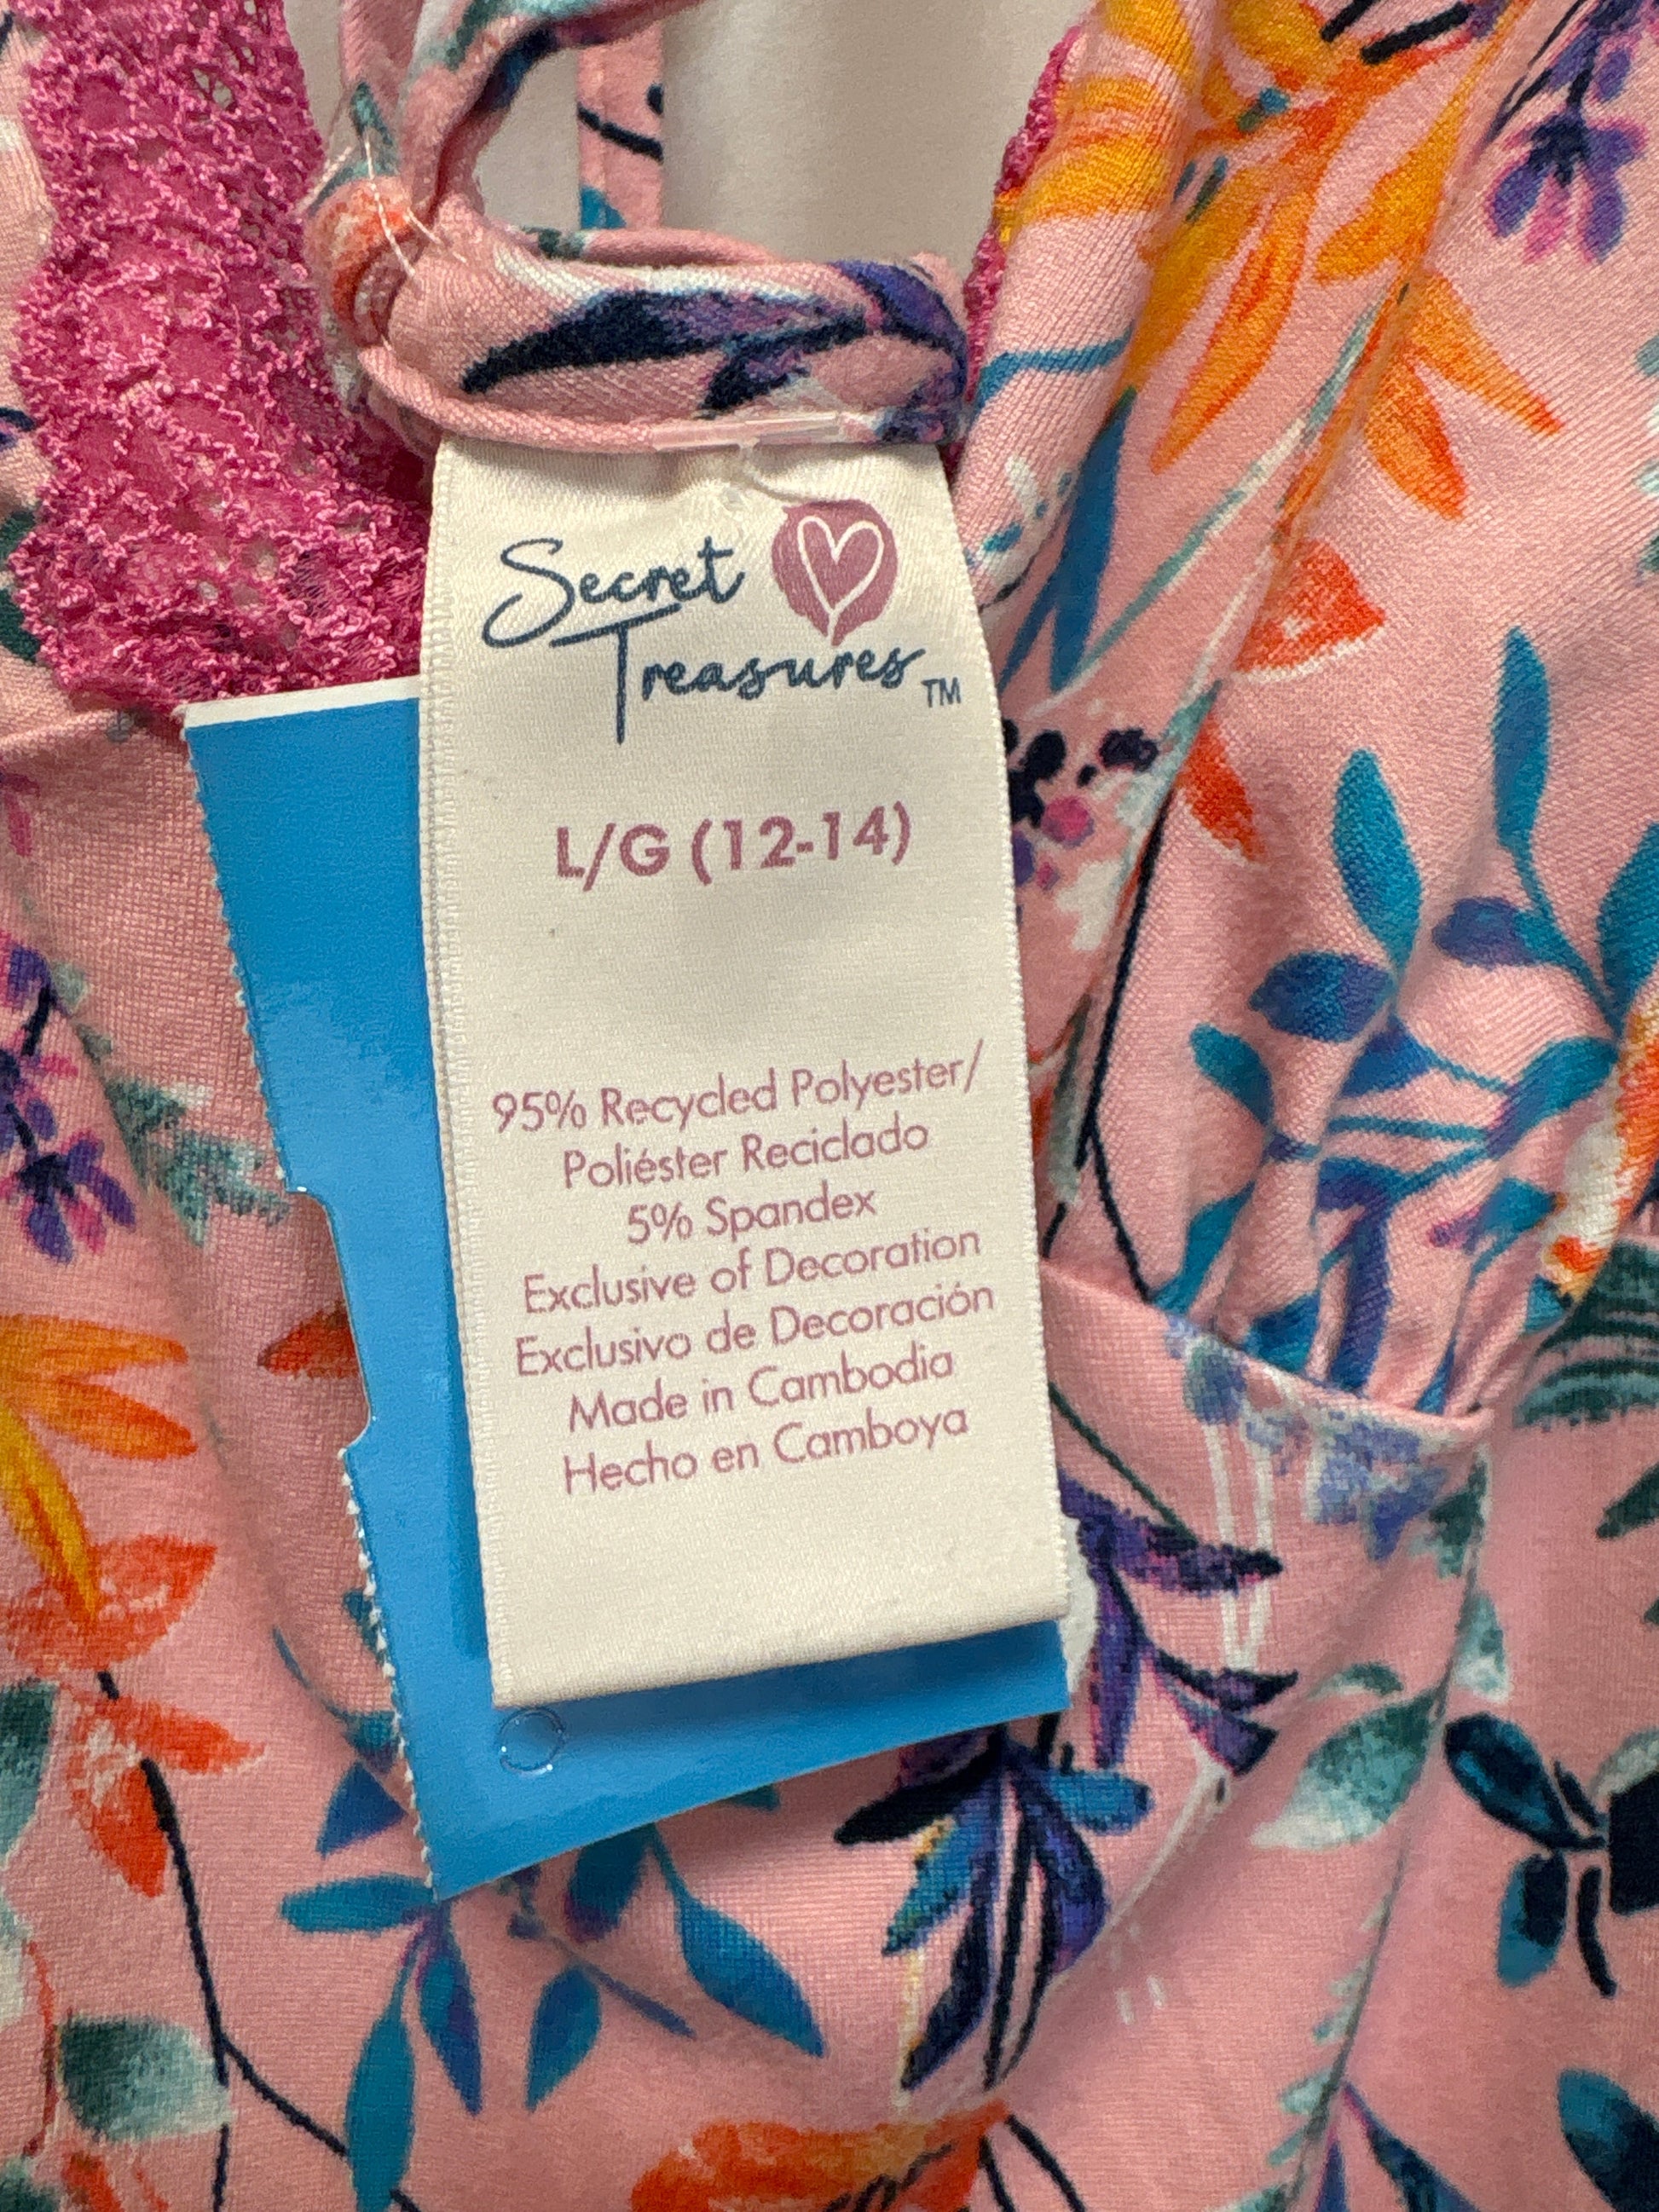 Secret
Treasures TM
L/G (12-14)
95% Recycled Polyester/
Poliéster Reciclado
5% Spandex
Exclusive of Decoration
Exclusivo de Decoración
Made in Cambodia
Hecho en Camboya